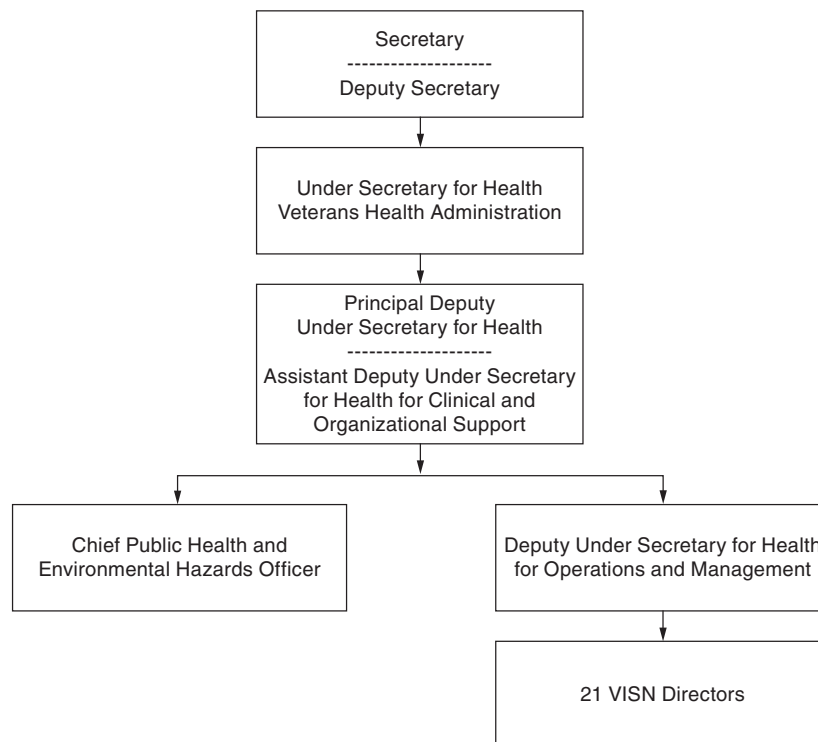 Secretary
---------------------
Deputy Secretary
Under Secretary for Health
Veterans Health Administration
Principal Deputy
Under Secretary for Health
---------------------
Assistant Deputy Under Secretary
for Health for Clinical and
Organizational Support
Chief Public Health and
Environmental Hazards Officer
Deputy Under Secretary for Health
for Operations and Management
21 VISN Directors